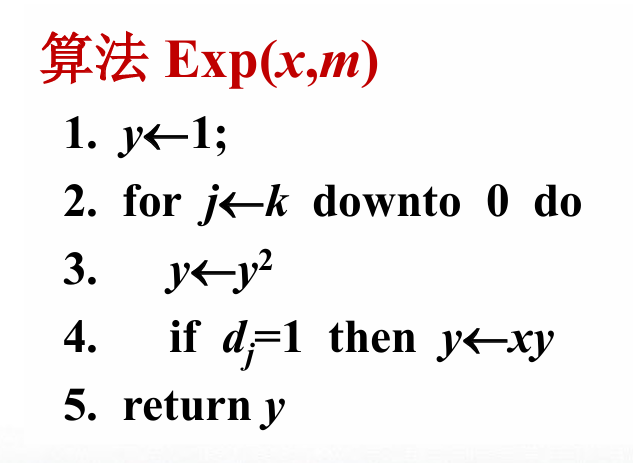 算法 Exp(x,m)
1. y←1;
2. for j←k downto 0 do
3. y←y²
4. if dⱼ=1 then y←xy
5. return y